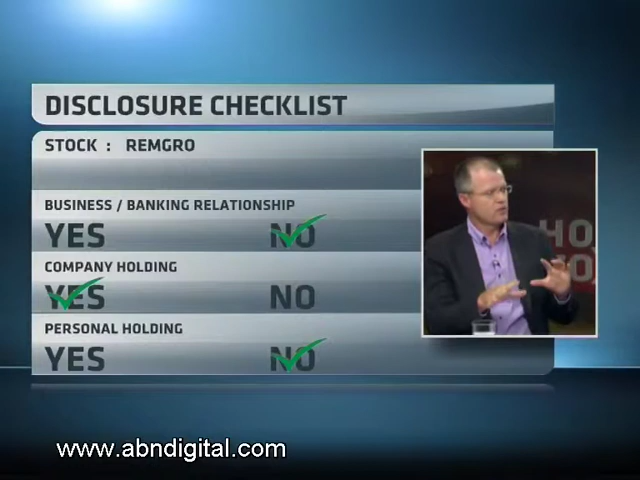 DISCLOSURE CHECKLIST
STOCK : REMGRO
BUSINESS / BANKING RELATIONSHIP
YES NO
COMPANY HOLDING
YES NO
PERSONAL HOLDING
YES NO
HO
www.abndigital.com